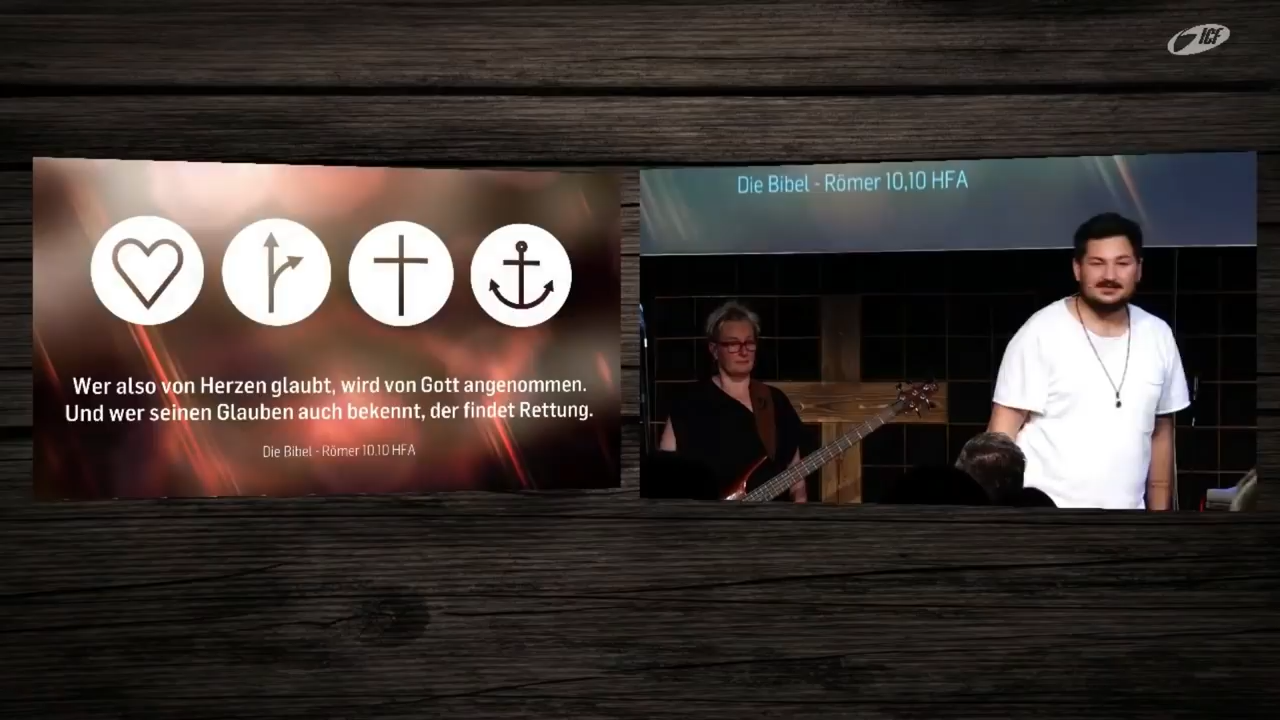 ICF
Wer also von Herzen glaubt, wird von Gott angenommen.
Und wer seinen Glauben auch bekennt, der findet Rettung.
Die Bibel - Römer 10,10 HFA
Die Bibel - Römer 10,10 HFA